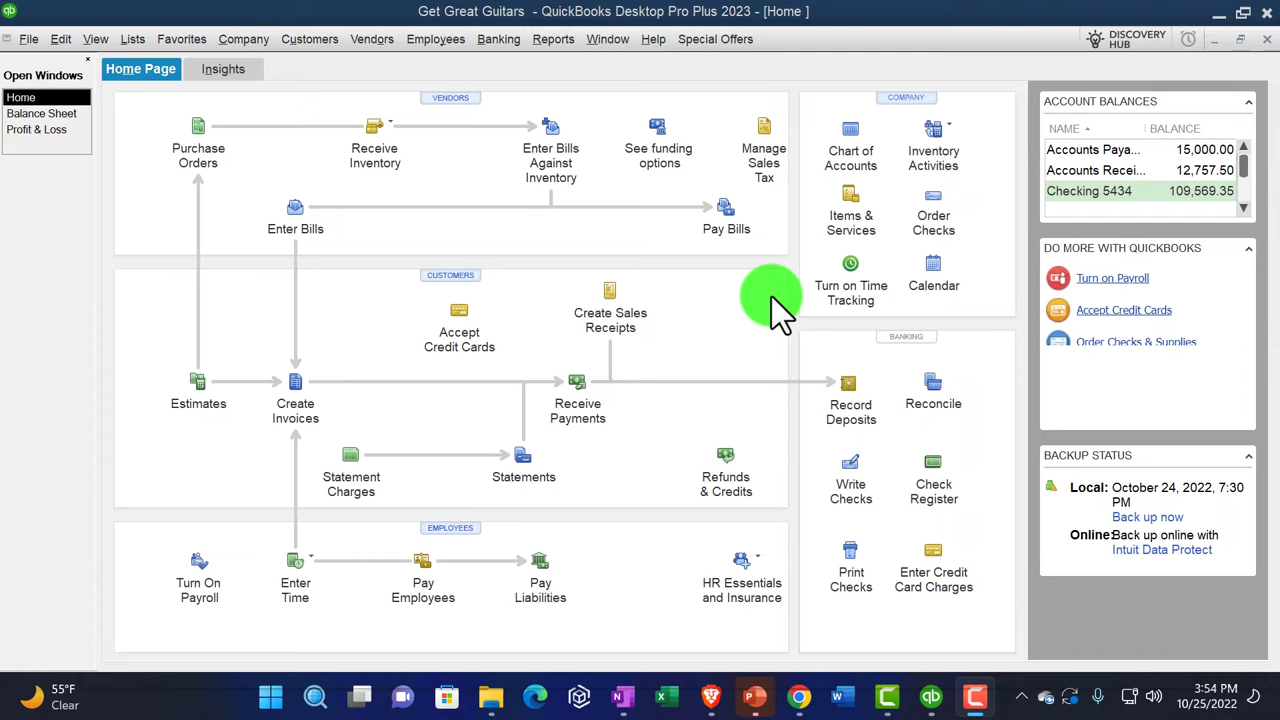 Get Great Guitars - QuickBooks Desktop Pro Plus 2023 - [Home ]
File Edit View Lists Favorites Company Customers Vendors Employees Banking Reports Window Help Special Offers
DISCOVERY
HUB
Open Windows
Home
Balance Sheet
Profit & Loss
Home Page
Insights
VENDORS
Purchase
Orders
Receive
Inventory
Enter Bills
Against
Inventory
See funding
options
Manage
Sales
Tax
Enter Bills
Pay Bills
CUSTOMERS
Accept
Credit Cards
Create Sales
Receipts
Estimates
Create
Invoices
Receive
Payments
Statement
Charges
Statements
Refunds
& Credits
EMPLOYEES
Turn On
Payroll
Enter
Time
Pay
Employees
Pay
Liabilities
HR Essentials
and Insurance
COMPANY
Chart of
Accounts
Inventory
Activities
Items &
Services
Order
Checks
Turn on Time
Tracking
Calendar
BANKING
Record
Deposits
Reconcile
Write
Checks
Check
Register
Print
Checks
Enter Credit
Card Charges
ACCOUNT BALANCES
NAME BALANCE
Accounts Paya... 15,000.00
Accounts Recei... 12,757.50
Checking 5434 109,569.35
DO MORE WITH QUICKBOOKS
Turn on Payroll
Accept Credit Cards
Order Checks & Supplies
BACKUP STATUS
Local: October 24, 2022, 7:30
PM
Back up now
Online: Back up online with
Intuit Data Protect
55°F
Clear
3:54 PM
10/25/2022